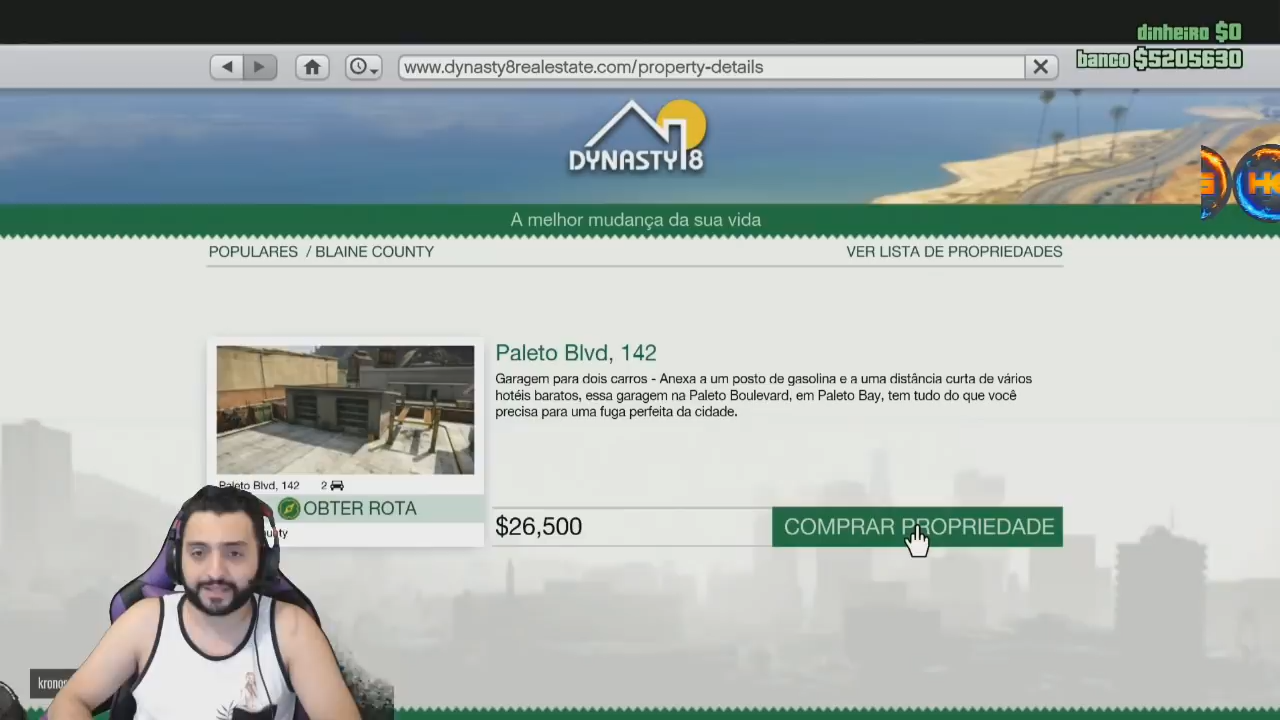 dinheiro $0
banco $5205630
www.dynasty8realestate.com/property-details
DYNASTY 8
A melhor mudança da sua vida
POPULARES / BLAINE COUNTY
VER LISTA DE PROPRIEDADES
Paleto Blvd, 142
Garagem para dois carros - Anexa a um posto de gasolina e a uma distância curta de vários
hotéis baratos, essa garagem na Paleto Boulevard, em Paleto Bay, tem tudo do que você
precisa para uma fuga perfeita da cidade.
Paleto Blvd, 142 2
OBTER ROTA
$26,500
COMPRAR PROPRIEDADE